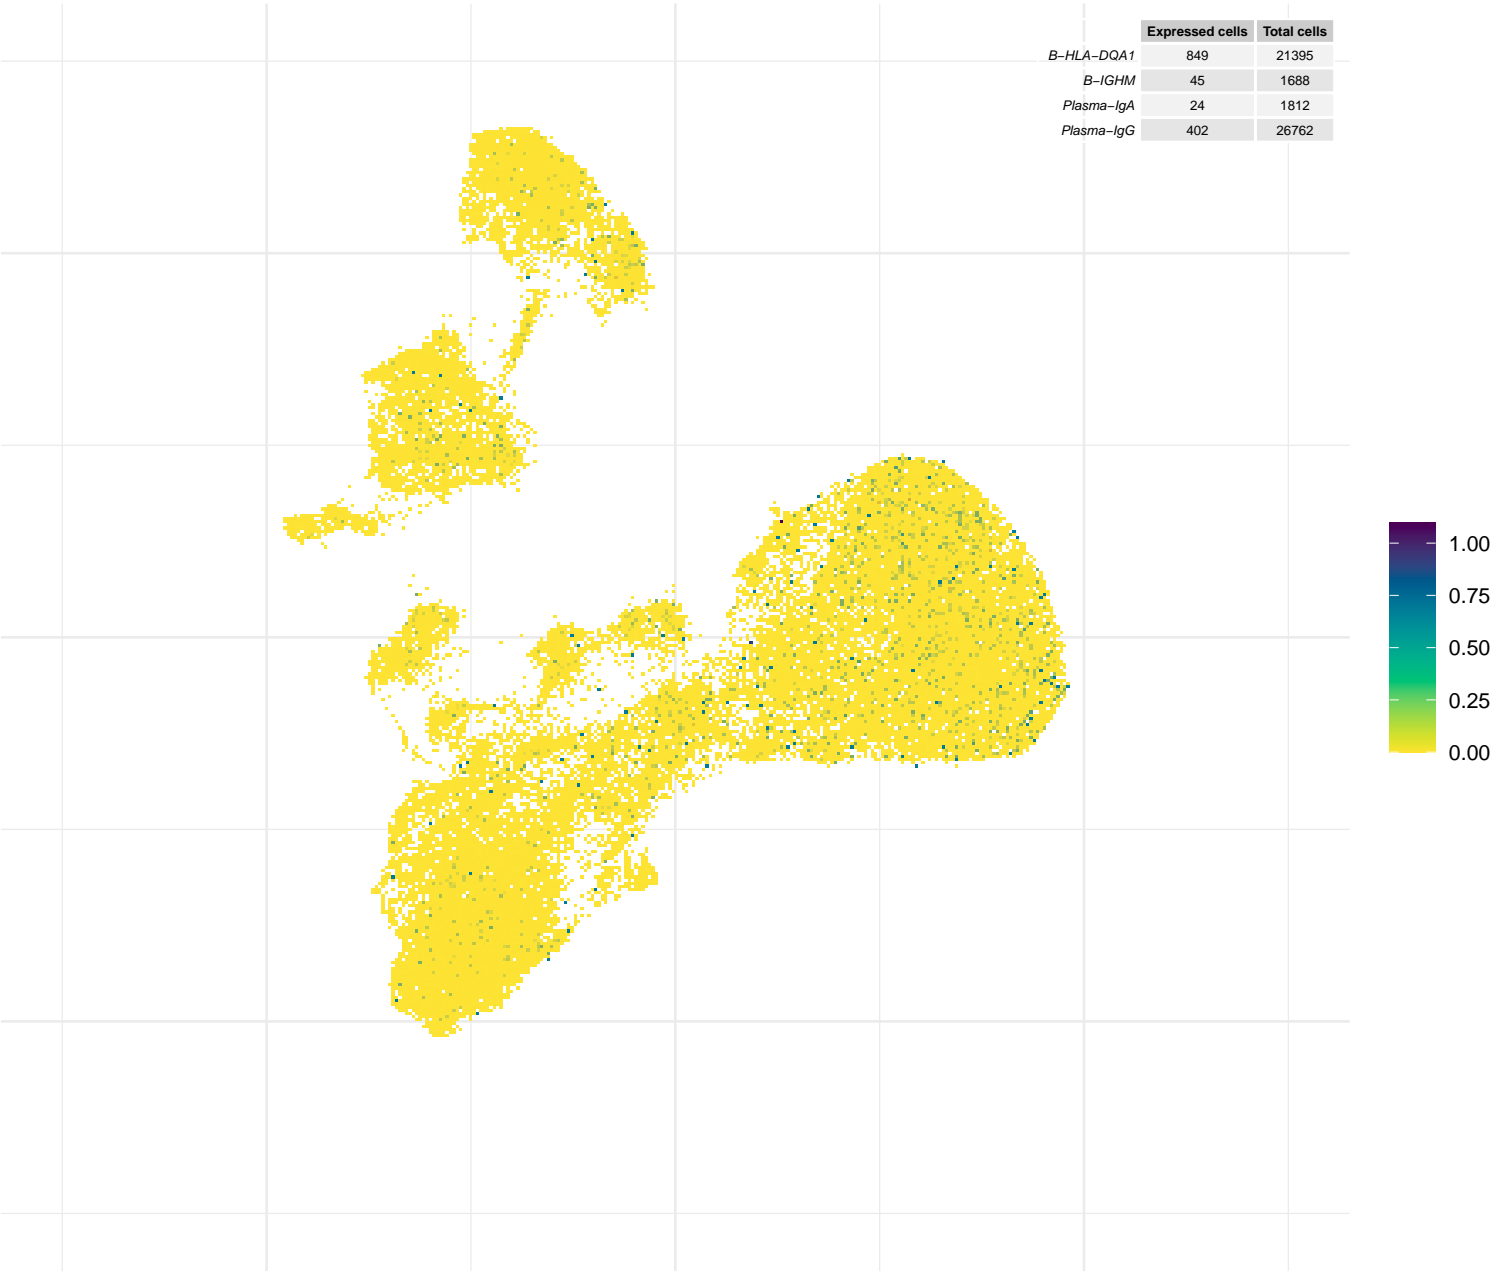 Expressed cells Total cells
B−HLA−DQA1 849 21395
B−IGHM 45 1688
Plasma−IgA 24 1812
Plasma−IgG 402 26762
1.00
0.75
0.50
0.25
0.00